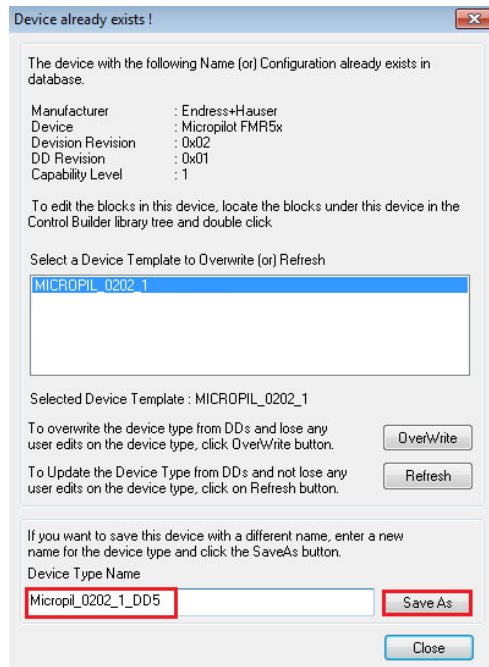 Device already exists !
The device with the following Name (or) Configuration already exists in
database.
Manufacturer : Endress+Hauser
Device : Micropilot FMR5x
Devision Revision : 0x02
DD Revision : 0x01
Capability Level : 1
To edit the blocks in this device, locate the blocks under this device in the
Control Builder library tree and double click
Select a Device Template to Overwrite (or) Refresh
MICROPIL_0202_1
Selected Device Template : MICROPIL_0202_1
To overwrite the device type from DDs and lose any
user edits on the device type, click OverWrite button.
OverWrite
To Update the Device Type from DDs and not lose any
user edits on the device type, click on Refresh button.
Refresh
If you want to save this device with a different name, enter a new
name for the device type and click the SaveAs button.
Device Type Name
Micropil_0202_1_DD5
Save As
Close